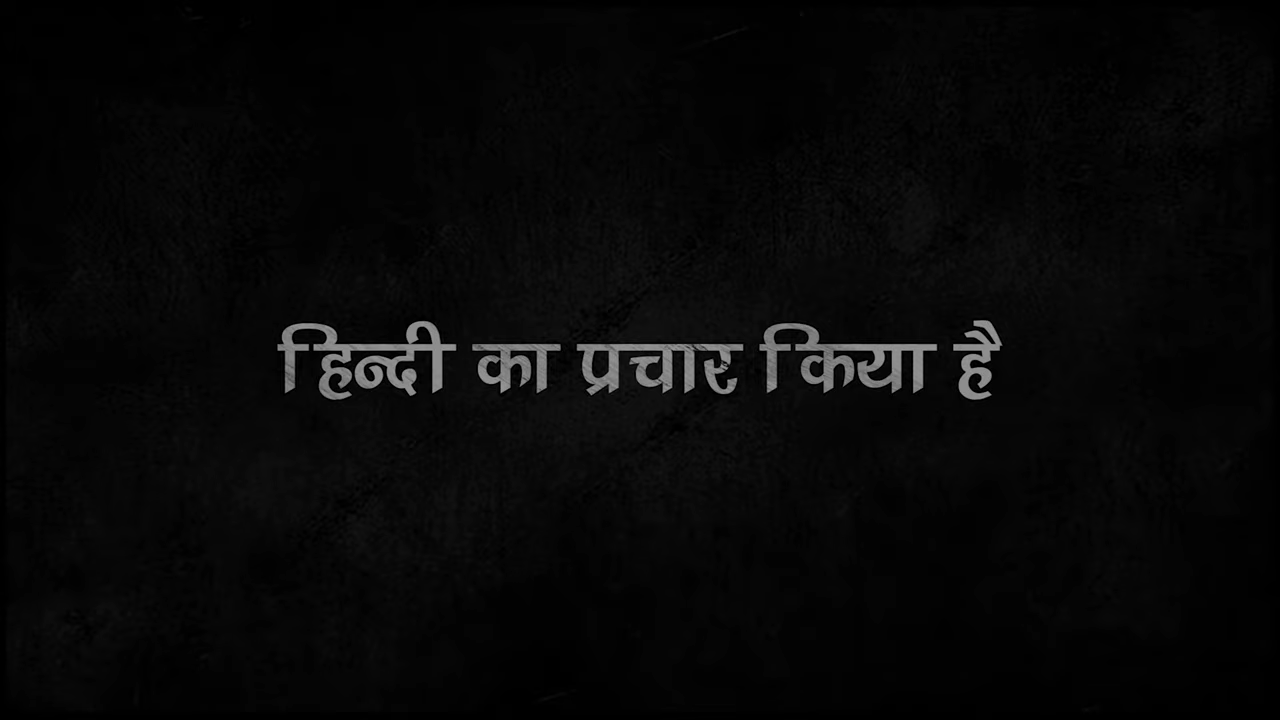 हिन्दी का प्रचार किया है